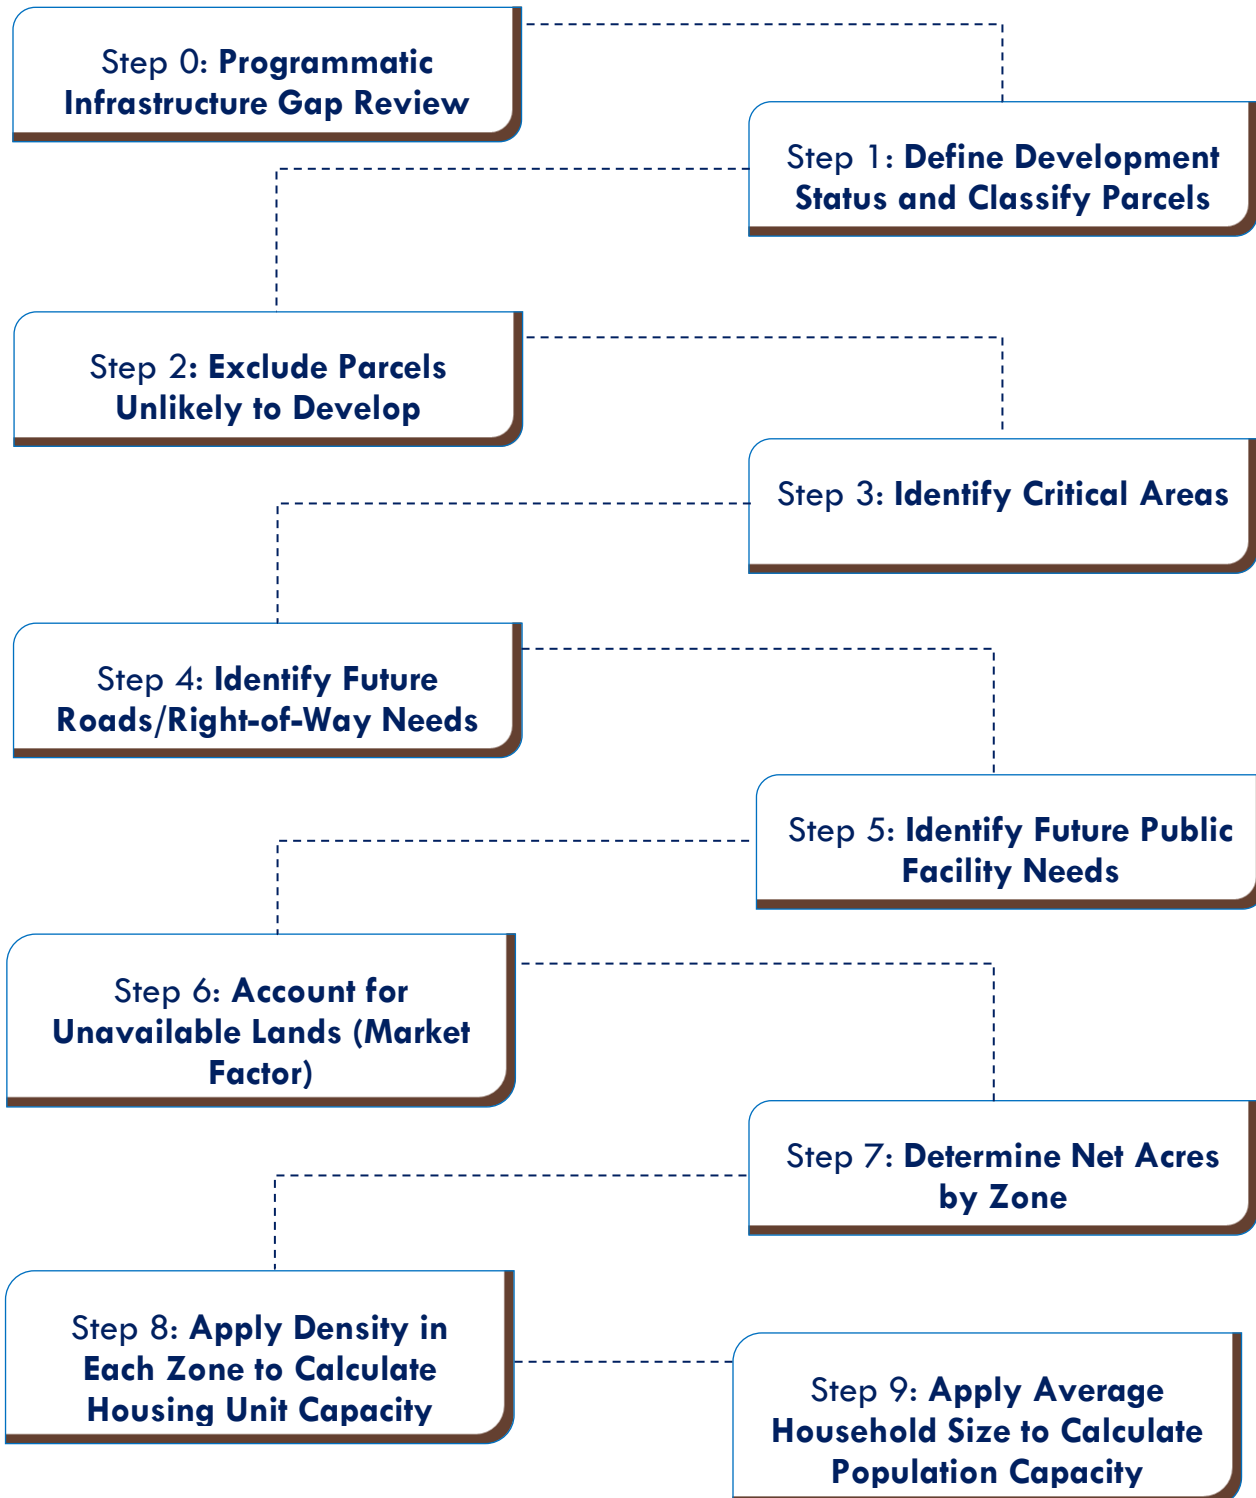 Step 0: Programmatic
Infrastructure Gap Review
Step 1: Define Development
Status and Classify Parcels
Step 2: Exclude Parcels
Unlikely to Develop
Step 3: Identify Critical Areas
Step 4: Identify Future
Roads/Right-of-Way Needs
Step 5: Identify Future Public
Facility Needs
Step 6: Account for
Unavailable Lands (Market
Factor)
Step 7: Determine Net Acres
by Zone
Step 8: Apply Density in
Each Zone to Calculate
Housing Unit Capacity
Step 9: Apply Average
Household Size to Calculate
Population Capacity